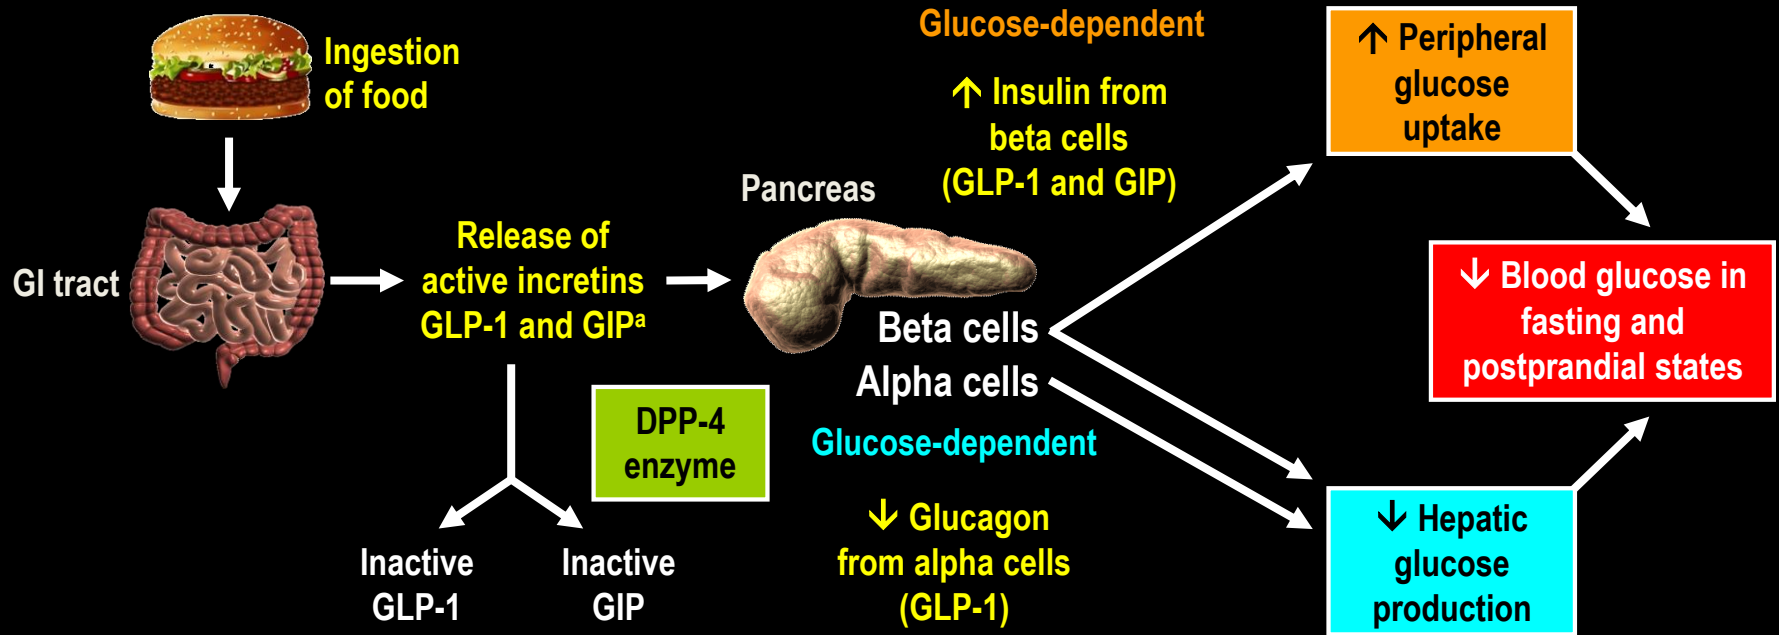 Ingestion
of food
GI tract
Release of
active incretins
GLP-1 and GIPᵃ
DPP-4
enzyme
Inactive
GLP-1
Inactive
GIP
Pancreas
Glucose-dependent
↑ Insulin from
beta cells
(GLP-1 and GIP)
Beta cells
Alpha cells
Glucose-dependent
↓ Glucagon
from alpha cells
(GLP-1)
↑ Peripheral
glucose
uptake
↓ Blood glucose in
fasting and
postprandial states
↓ Hepatic
glucose
production